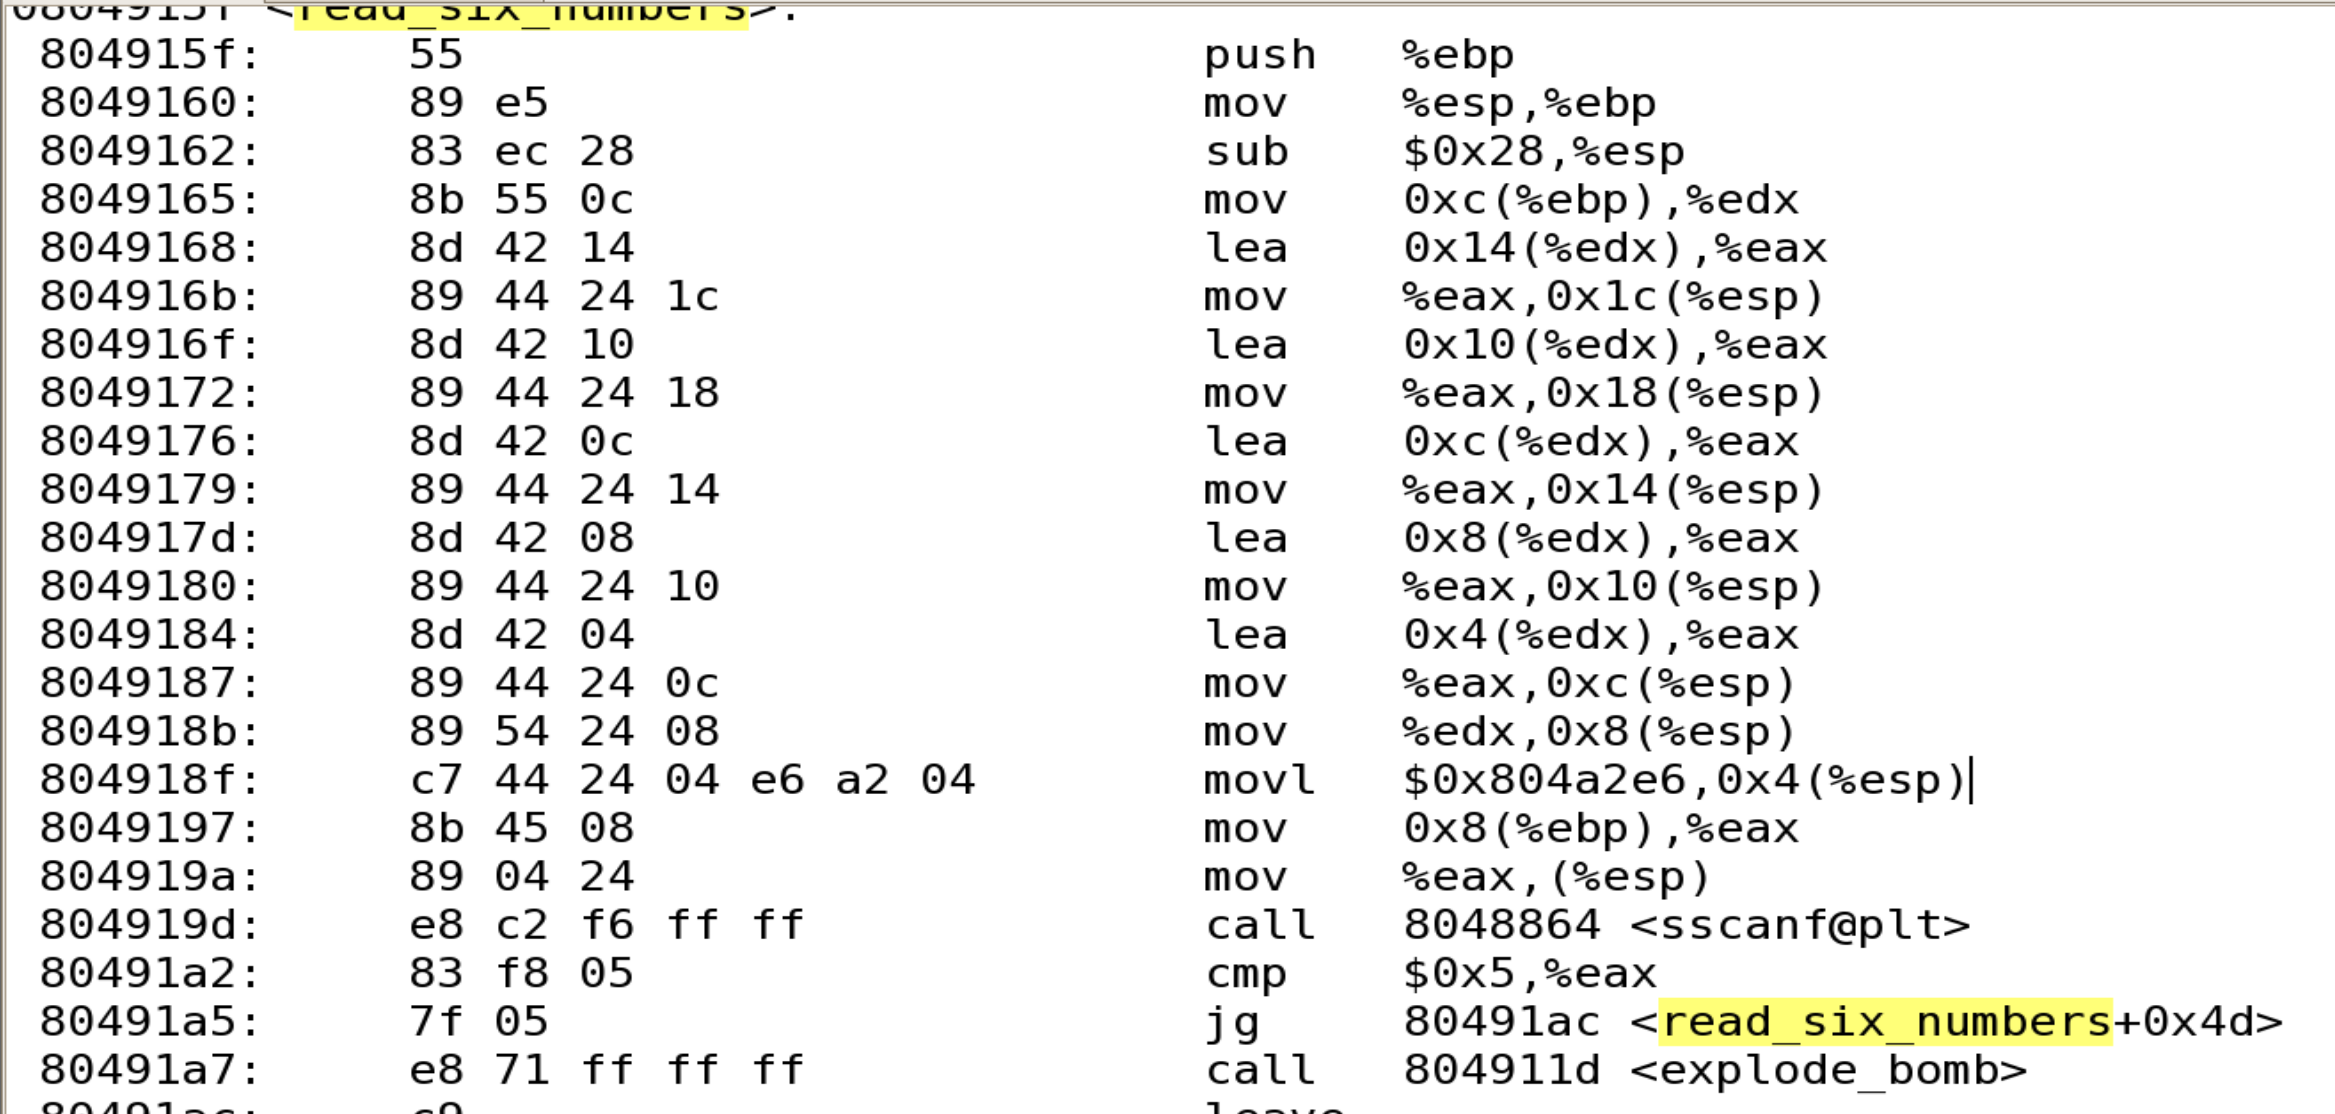 0804915f <read_six_numbers>:
804915f: 55 push %ebp
8049160: 89 e5 mov %esp,%ebp
8049162: 83 ec 28 sub $0x28,%esp
8049165: 8b 55 0c mov 0xc(%ebp),%edx
8049168: 8d 42 14 lea 0x14(%edx),%eax
804916b: 89 44 24 1c mov %eax,0x1c(%esp)
804916f: 8d 42 10 lea 0x10(%edx),%eax
8049172: 89 44 24 18 mov %eax,0x18(%esp)
8049176: 8d 42 0c lea 0xc(%edx),%eax
8049179: 89 44 24 14 mov %eax,0x14(%esp)
804917d: 8d 42 08 lea 0x8(%edx),%eax
8049180: 89 44 24 10 mov %eax,0x10(%esp)
8049184: 8d 42 04 lea 0x4(%edx),%eax
8049187: 89 44 24 0c mov %eax,0xc(%esp)
804918b: 89 54 24 08 mov %edx,0x8(%esp)
804918f: c7 44 24 04 e6 a2 04 movl $0x804a2e6,0x4(%esp)
8049197: 8b 45 08 mov 0x8(%ebp),%eax
804919a: 89 04 24 mov %eax,(%esp)
804919d: e8 c2 f6 ff ff call 8048864 <sscanf@plt>
80491a2: 83 f8 05 cmp $0x5,%eax
80491a5: 7f 05 jg 80491ac <read_six_numbers+0x4d>
80491a7: e8 71 ff ff ff call 804911d <explode_bomb>
80491ac: c9 leave